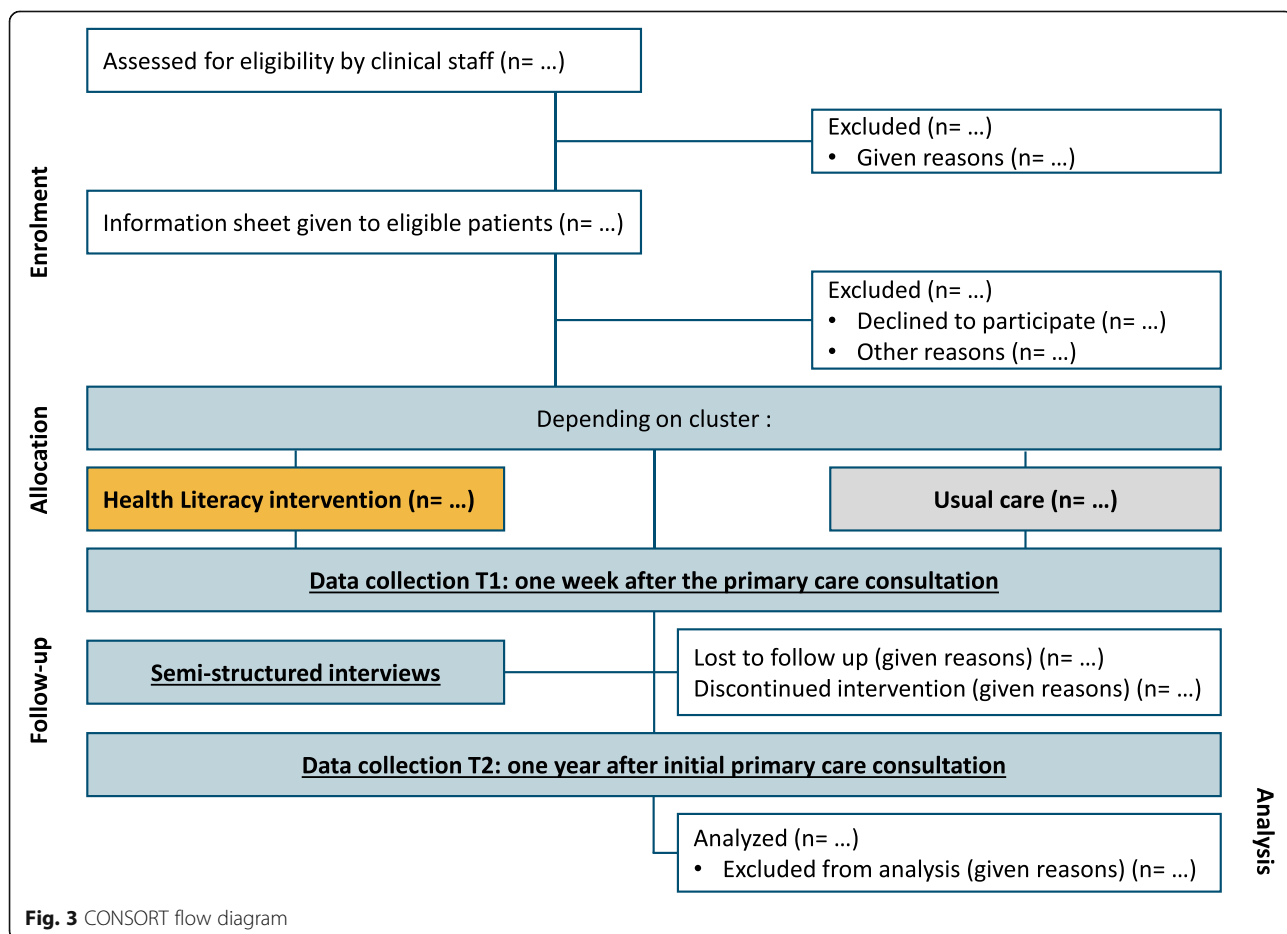 Assessed for eligibility by clinical staff (n= ...)
Excluded (n= ...)
• Given reasons (n= ...)
Enrolment
Information sheet given to eligible patients (n= ...)
Excluded (n= ...)
• Declined to participate (n= ...)
• Other reasons (n= ...)
Allocation
Depending on cluster :
Health Literacy intervention (n= ...)
Usual care (n= ...)
Data collection T1: one week after the primary care consultation
Follow-up
Semi-structured interviews
Lost to follow up (given reasons) (n= ...)
Discontinued intervention (given reasons) (n= ...)
Data collection T2: one year after initial primary care consultation
Analysis
Analyzed (n= ...)
• Excluded from analysis (given reasons) (n= ...)
Fig. 3 CONSORT flow diagram